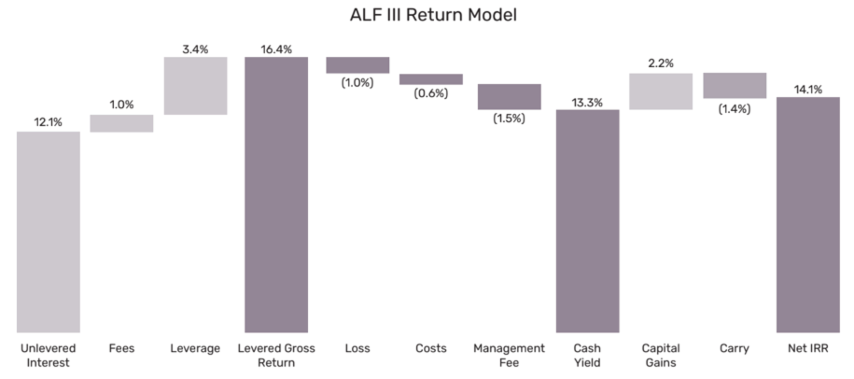 ALF III Return Model
12.1%
1.0%
3.4%
16.4%
(1.0%)
(0.6%)
(1.5%)
13.3%
2.2%
(1.4%)
14.1%
Unlevered
Interest
Fees
Leverage
Levered Gross
Return
Loss
Costs
Management
Fee
Cash
Yield
Capital
Gains
Carry
Net IRR